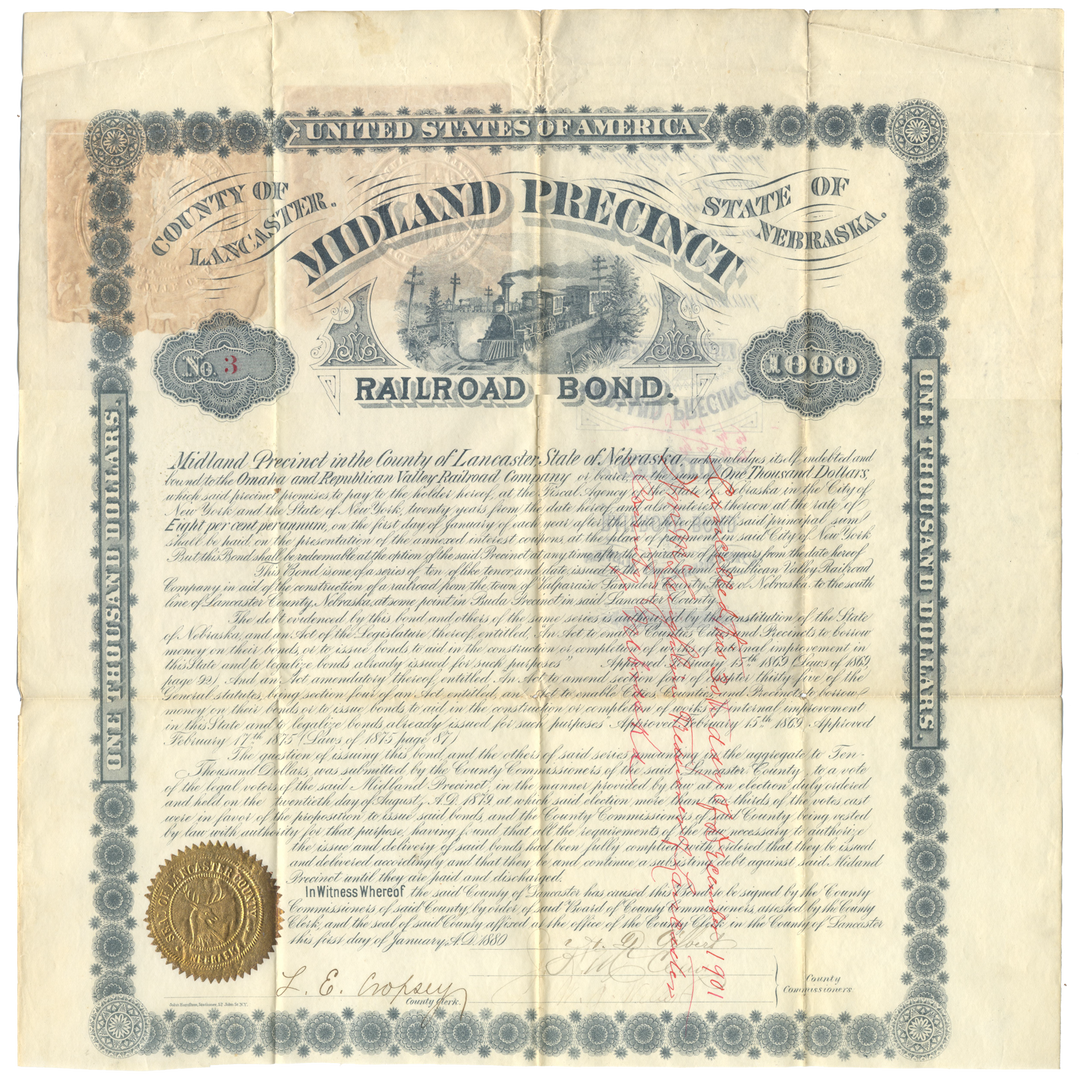 UNITED STATES OF AMERICA
COUNTY OF LANCASTER.
STATE OF NEBRASKA.
MIDLAND PRECINCT
No. 3
1000
RAILROAD BOND.
ONE THOUSAND DOLLARS.
ONE THOUSAND DOLLARS.
Midland Precinct in the County of Lancaster State of Nebraska, acknowledges itself indebted and
bound to the Omaha and Republican Valley Railroad Company or bearer, in the sum of One Thousand Dollars,
which said precinct promises to pay to the holder hereof, at the Fiscal Agency of the State of Nebraska in the City of
New York and the State of New York, twenty years from the date hereof and also interest thereon at the rate of
Eight per cent per annum, on the first day of January of each year after this date until said principal sum
shall be paid on the presentation of the annexed interest coupons, at the place of payment in said City of New York
But this Bond shall be redeemable at the option of the said Precinct at any time after the expiration of years from the date hereof
This Bond is one of a series of Ten of like tenor and date, issued to the Omaha and Republican Valley Railroad
Company in aid of the construction of a railroad from the town of Valparaiso Saunders County, State of Nebraska, to the south
line of Lancaster County, Nebraska, at some point in Buda Precinct in said Lancaster County.
The debt evidenced by this bond and others of the same series is authorized by the Constitution of the State
of Nebraska, and an Act of the Legislature thereof, entitled "An Act to enable Counties Cities and Precincts to borrow
money on their bonds, or to issue bonds to aid in the construction or completion of works of internal improvement in
this State and to legalize bonds already issued for such purposes" Approved February 15th 1869 (Laws of 1869
page 92) And an Act amendatory thereof, entitled. An Act to amend section four of chapter thirty five of the
General statutes, being section four of an Act entitled, an Act to enable Counties Cities and Precincts to borrow
money on their bonds or to issue bonds to aid in the construction or completion of works of internal improvement
in this State and to legalize bonds already issued for such purposes. Approved February 15th 1869 Approved
February 17th 1875 (Laws of 1875 page 87)
The question of issuing this bond and the others of said series amounting in the aggregate to Ten
Thousand Dollars, was submitted by the County Commissioners of the said Lancaster County to a vote
of the legal voters of the said Midland Precinct, in the manner provided by law at an election duly ordered
and held on the Twentieth day of August, A.D. 1879, at which said election more than two thirds of the votes cast
were in favor of the proposition to issue said bonds, and the County Commissioners of said County being vested
by law with authority for that purpose, having found that all the requirements of the law necessary to authorize
the issue and delivery of said bonds had been fully complied with ordered that they be issued
and delivered accordingly and that they be and continue a subsisting debt against said Midland
Precinct until they are paid and discharged.
In Witness Whereof the said County of Lancaster has caused this Bond to be signed by the County
Commissioners of said County, by order of said Board of County Commissioners, attested by the County
Clerk, and the seal of said County affixed at the office of the County Clerk in the County of Lancaster
this first day of January A.D. 1880
SEAL OF LANCASTER COUNTY
NEBRASKA
L. E. Cropsey
County Clerk.
County Commissioners.
Cancelled this day of December 1901
County Nebraska